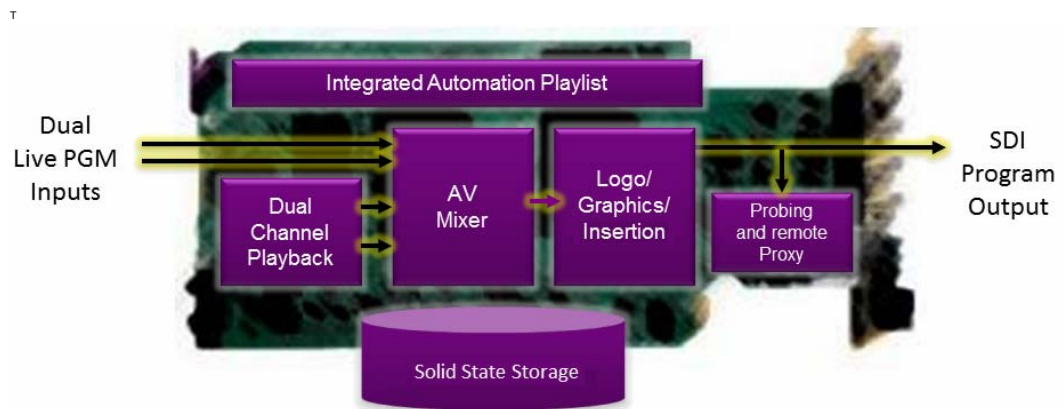 T
Integrated Automation Playlist
Dual
Live PGM
Inputs
Dual
Channel
Playback
AV
Mixer
Logo/
Graphics/
Insertion
Probing
and remote
Proxy
SDI
Program
Output
Solid State Storage